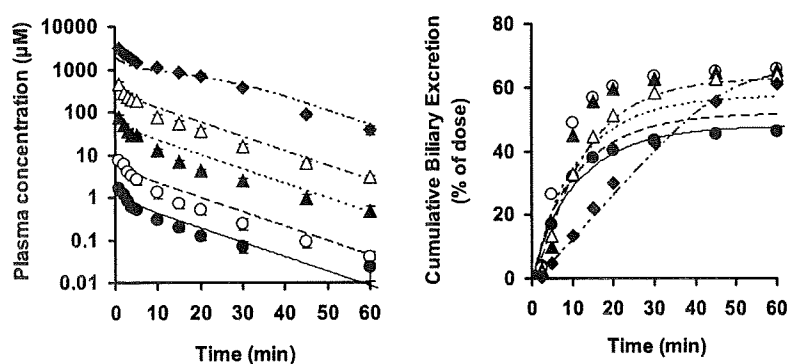 Plasma concentration (µM)
10000
1000
100
10
1
0.1
0.01
0 10 20 30 40 50 60
Time (min)
Cumulative Biliary Excretion
(% of dose)
80
60
40
20
0
0 10 20 30 40 50 60
Time (min)